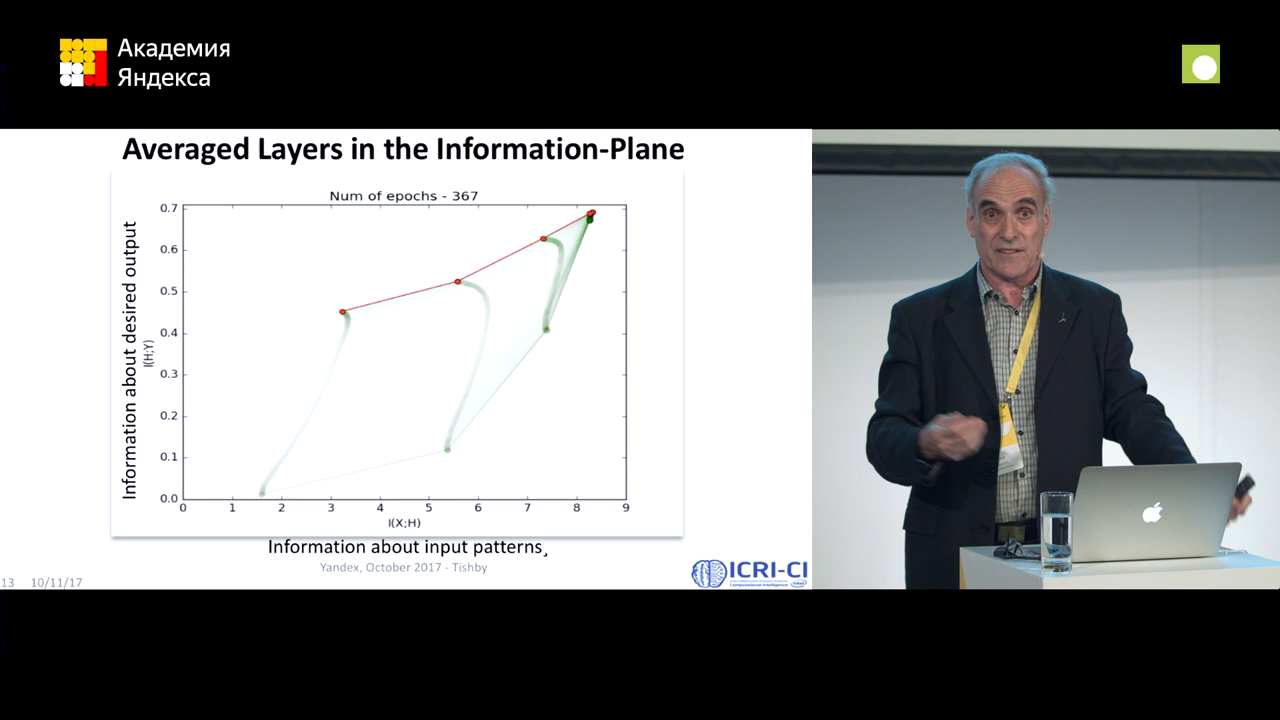 Академия
Яндекса
Averaged Layers in the Information-Plane
Num of epochs - 367
Information about desired output
I(H;Y)
0.7
0.6
0.5
0.4
0.3
0.2
0.1
0.0
0 1 2 3 4 5 6 7 8 9
I(X;H)
Information about input patterns,
Yandex, October 2017 - Tishby
13 10/11/17
ICRI-CI
Computational Intelligence